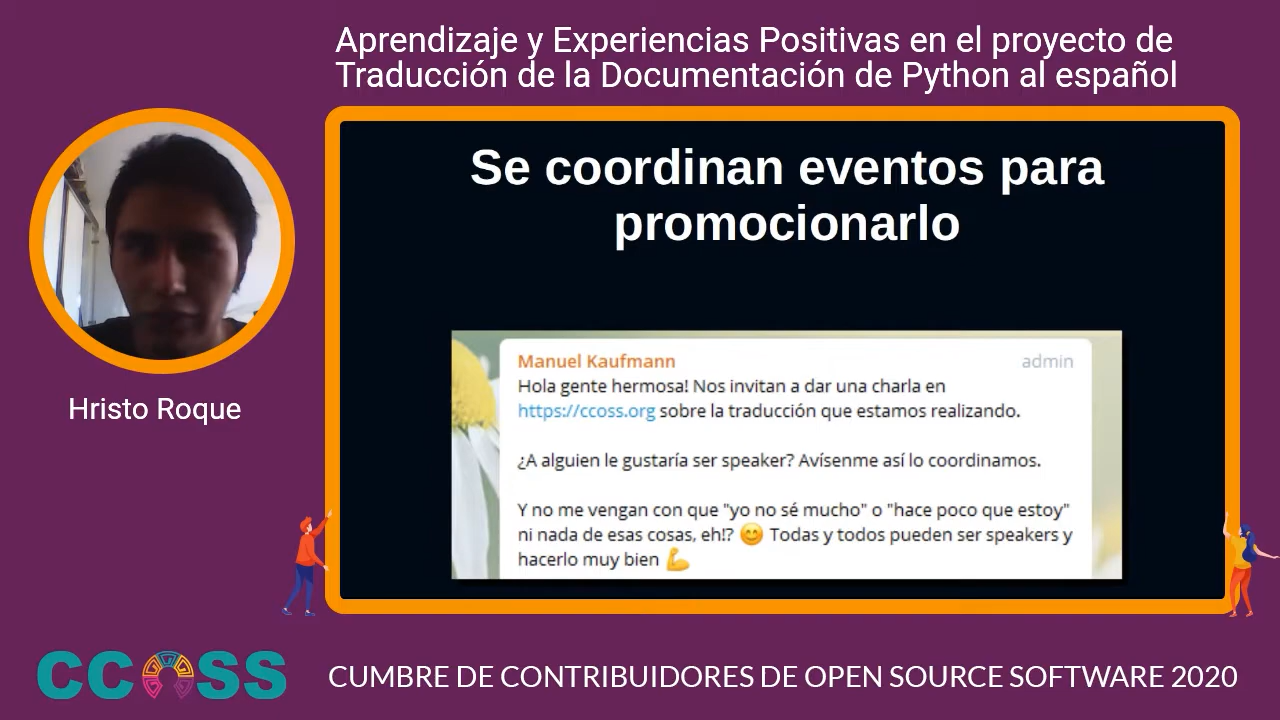 Aprendizaje y Experiencias Positivas en el proyecto de
Traducción de la Documentación de Python al español
Se coordinan eventos para
promocionarlo
Manuel Kaufmann admin
Hola gente hermosa! Nos invitan a dar una charla en
https://ccoss.org sobre la traducción que estamos realizando.
¿A alguien le gustaría ser speaker? Avísenme así lo coordinamos.
Y no me vengan con que "yo no sé mucho" o "hace poco que estoy"
ni nada de esas cosas, eh!? 😊 Todas y todos pueden ser speakers y
hacerlo muy bien 💪
Hristo Roque
CCOSS
CUMBRE DE CONTRIBUIDORES DE OPEN SOURCE SOFTWARE 2020